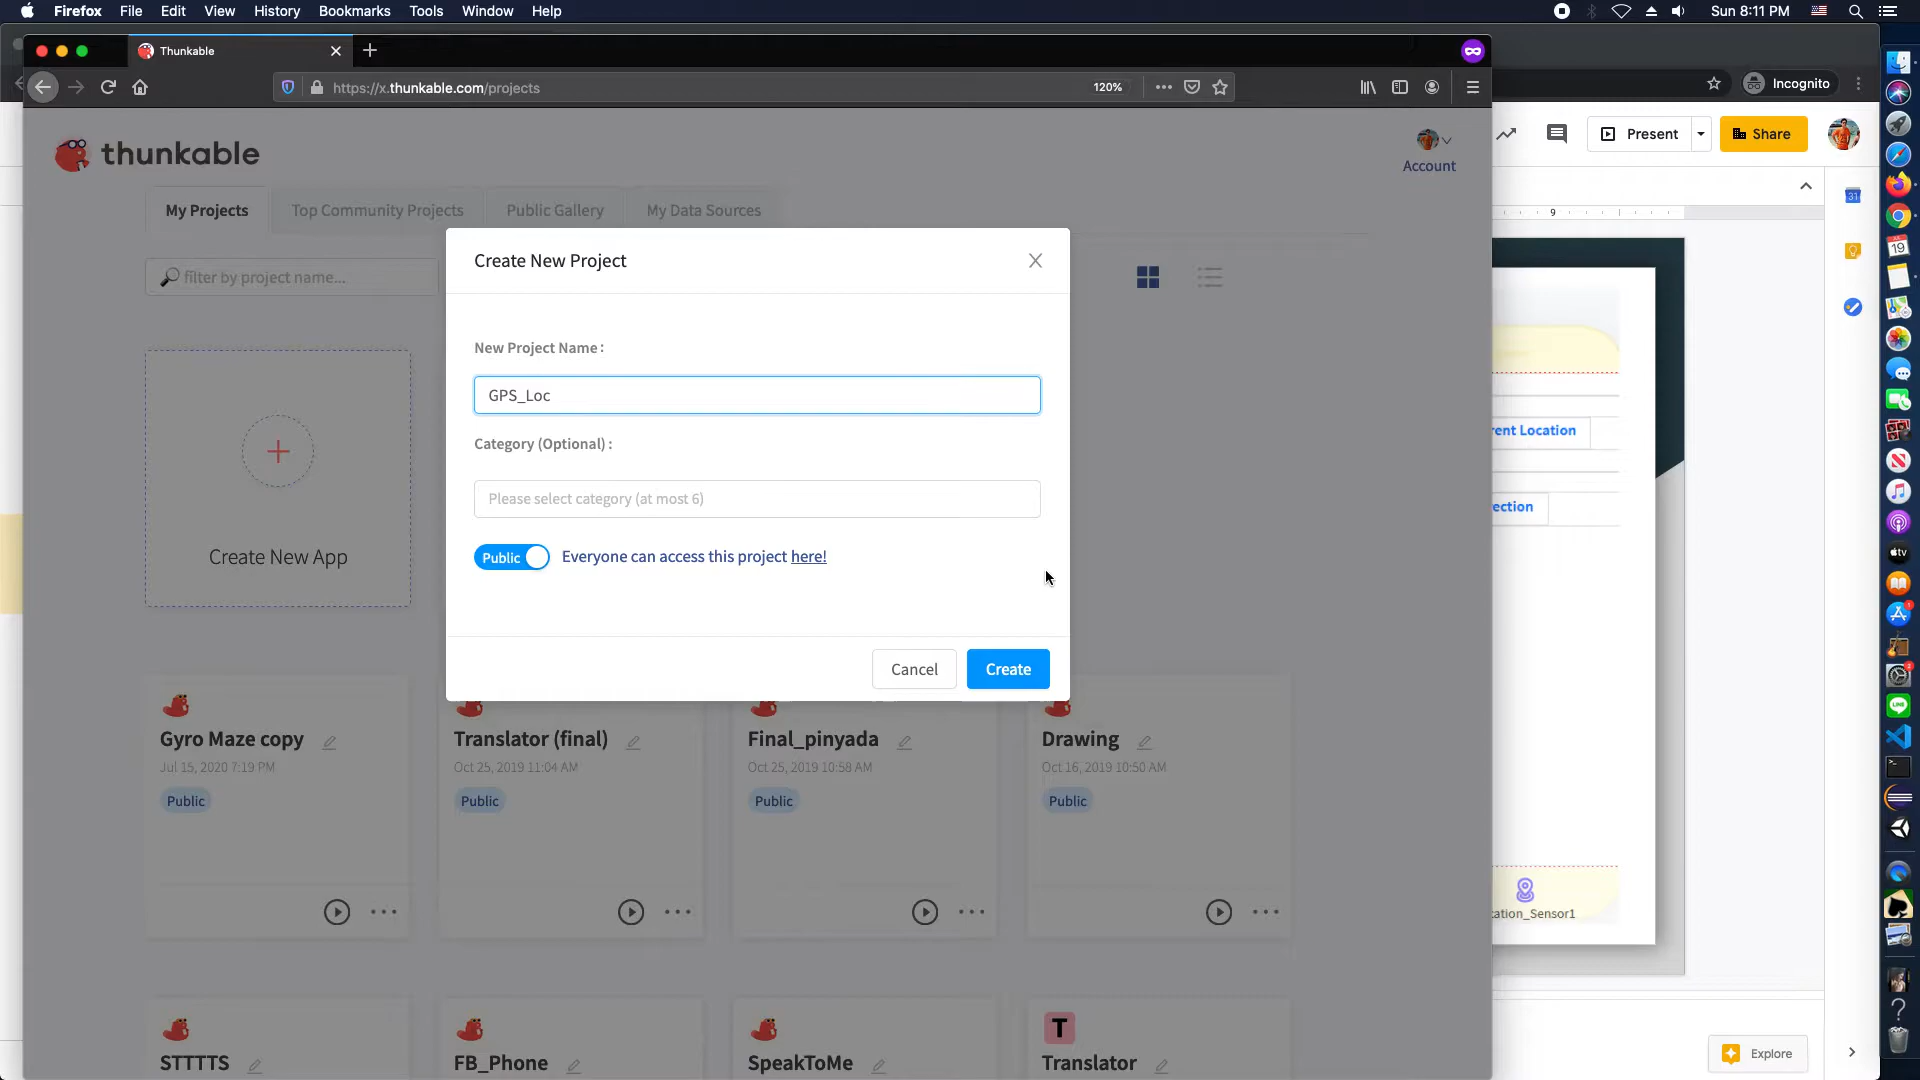 Firefox File Edit View History Bookmarks Tools Window Help Sun 8:11 PM
Thunkable
https://x.thunkable.com/projects 120%
Incognito
thunkable
Account
Present Share
My Projects Top Community Projects Public Gallery My Data Sources
31
9
19
filter by project name...
Create New Project
New Project Name :
GPS_Loc
Category (Optional) :
Please select category (at most 6)
Public Everyone can access this project here!
Cancel Create
Create New App
rent Location
ection
tv
Gyro Maze copy
Jul 15, 2020 7:19 PM
Public
Translator (final)
Oct 25, 2019 11:04 AM
Public
Final_pinyada
Oct 25, 2019 10:58 AM
Public
Drawing
Oct 16, 2019 10:50 AM
Public
ation_Sensor1
STTTTS
FB_Phone
SpeakToMe
T
Translator
Explore